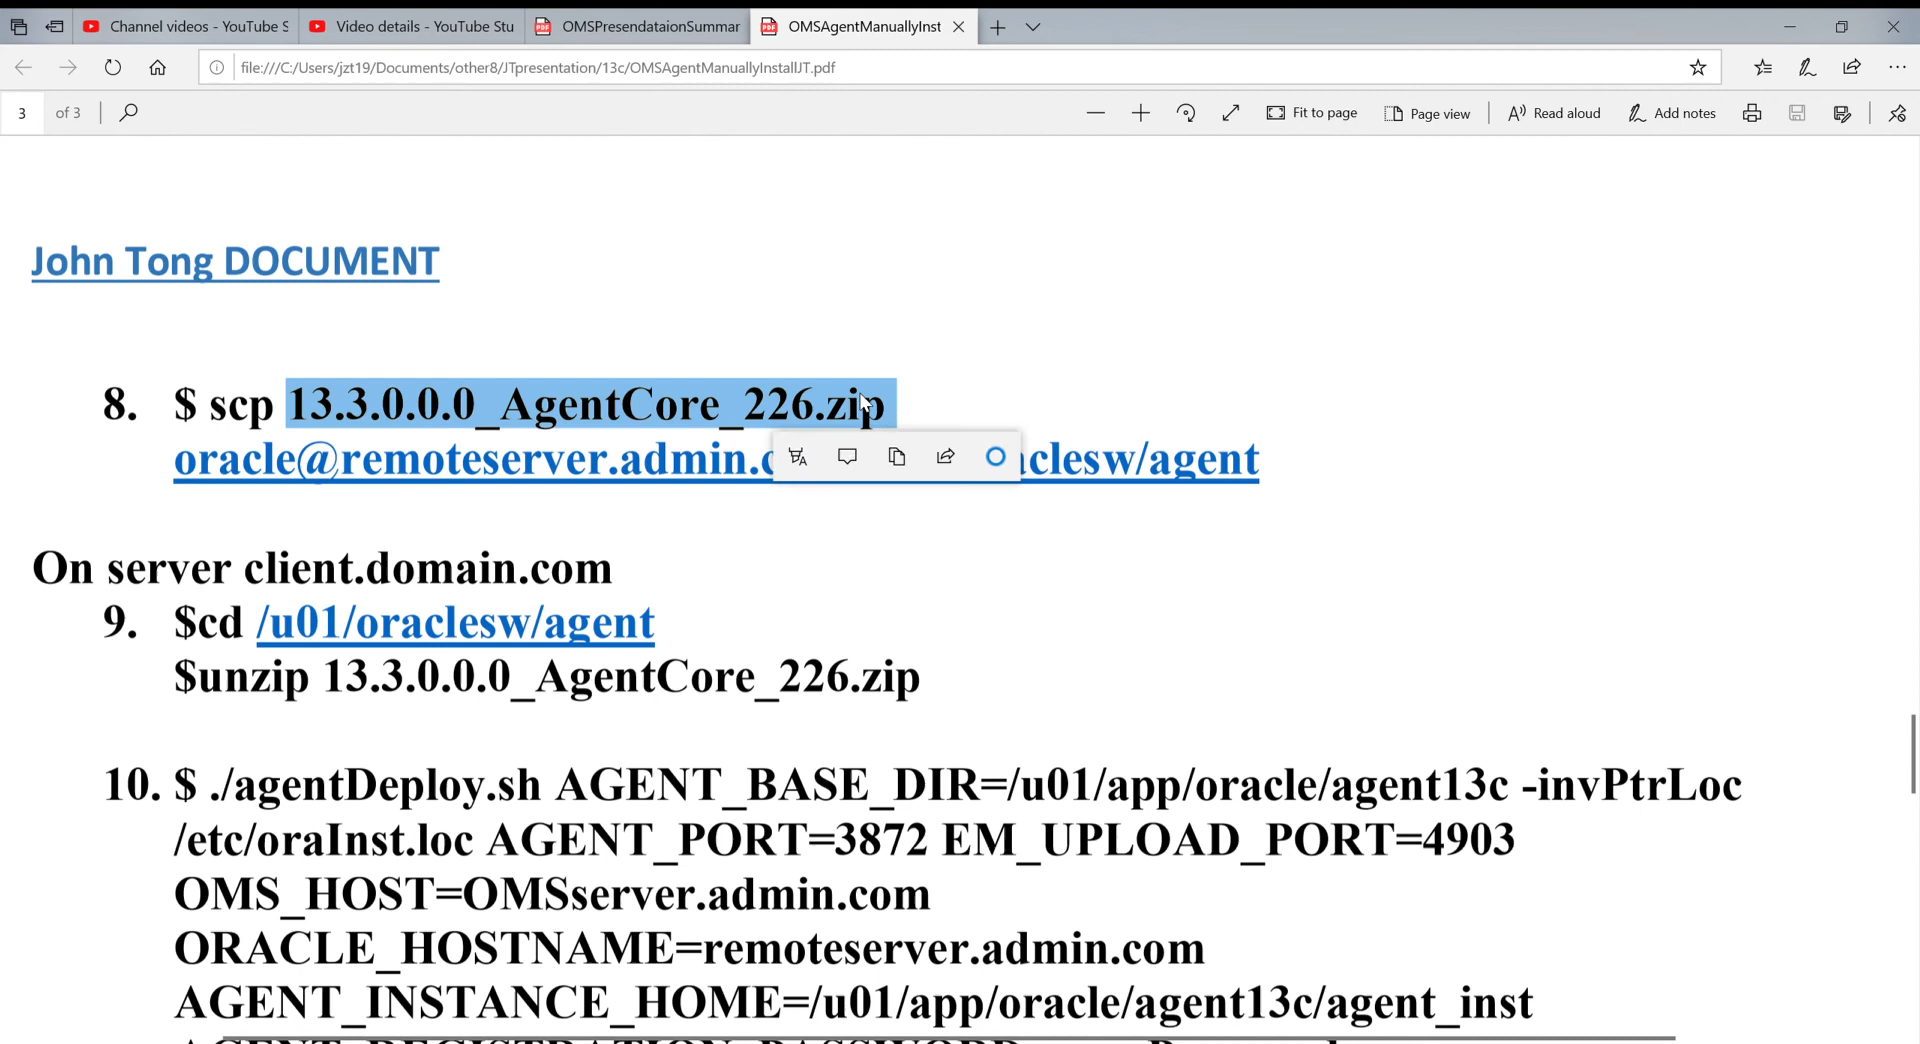 Channel videos - YouTube S
Video details - YouTube Stu
OMSPresendataionSummar
OMSAgentManuallyInst
file:///C:/Users/jzt19/Documents/other8/JTpresentation/13c/OMSAgentManuallyInstallJT.pdf
3 of 3
Fit to page
Page view
Read aloud
Add notes
John Tong DOCUMENT
8. $ scp 13.3.0.0.0_AgentCore_226.zip
oracle@remoteserver.admin.c aclesw/agent
On server client.domain.com
9. $cd /u01/oraclesw/agent
$unzip 13.3.0.0.0_AgentCore_226.zip
10. $ ./agentDeploy.sh AGENT_BASE_DIR=/u01/app/oracle/agent13c -invPtrLoc
/etc/oraInst.loc AGENT_PORT=3872 EM_UPLOAD_PORT=4903
OMS_HOST=OMSserver.admin.com
ORACLE_HOSTNAME=remoteserver.admin.com
AGENT_INSTANCE_HOME=/u01/app/oracle/agent13c/agent_inst